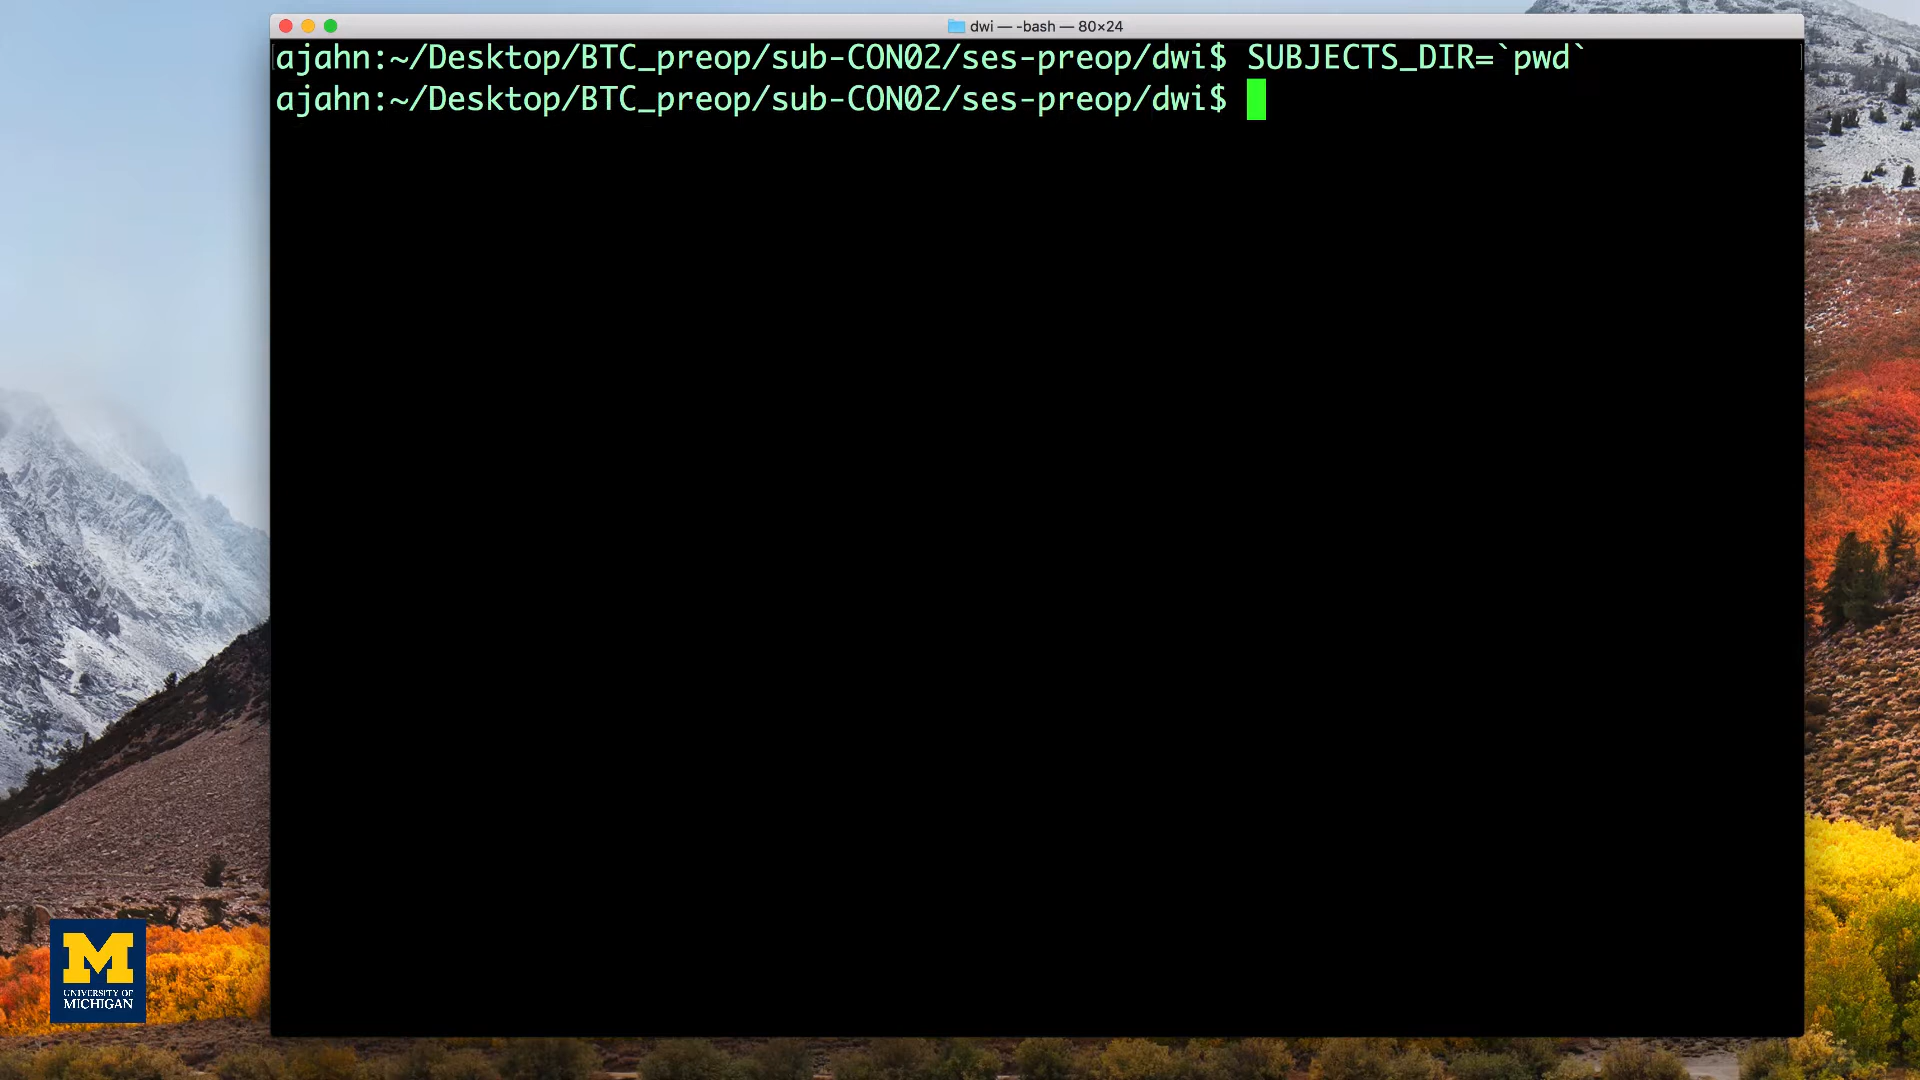 dwi — -bash — 80×24
ajahn:~/Desktop/BTC_preop/sub-CON02/ses-preop/dwi$ SUBJECTS_DIR=`pwd`
ajahn:~/Desktop/BTC_preop/sub-CON02/ses-preop/dwi$
M
UNIVERSITY OF
MICHIGAN